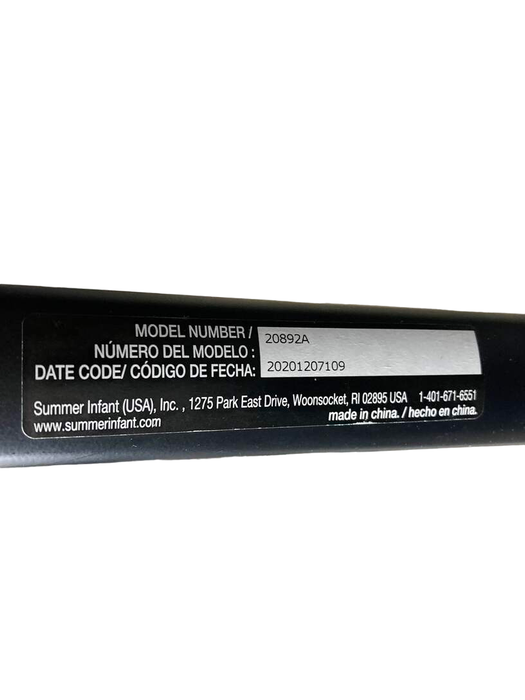 MODEL NUMBER / 20892A
NÚMERO DEL MODELO :
DATE CODE/ CÓDIGO DE FECHA: 20201207109
Summer Infant (USA), Inc. , 1275 Park East Drive, Woonsocket, RI 02895 USA 1-401-671-6551
www.summerinfant.com made in china. / hecho en china.